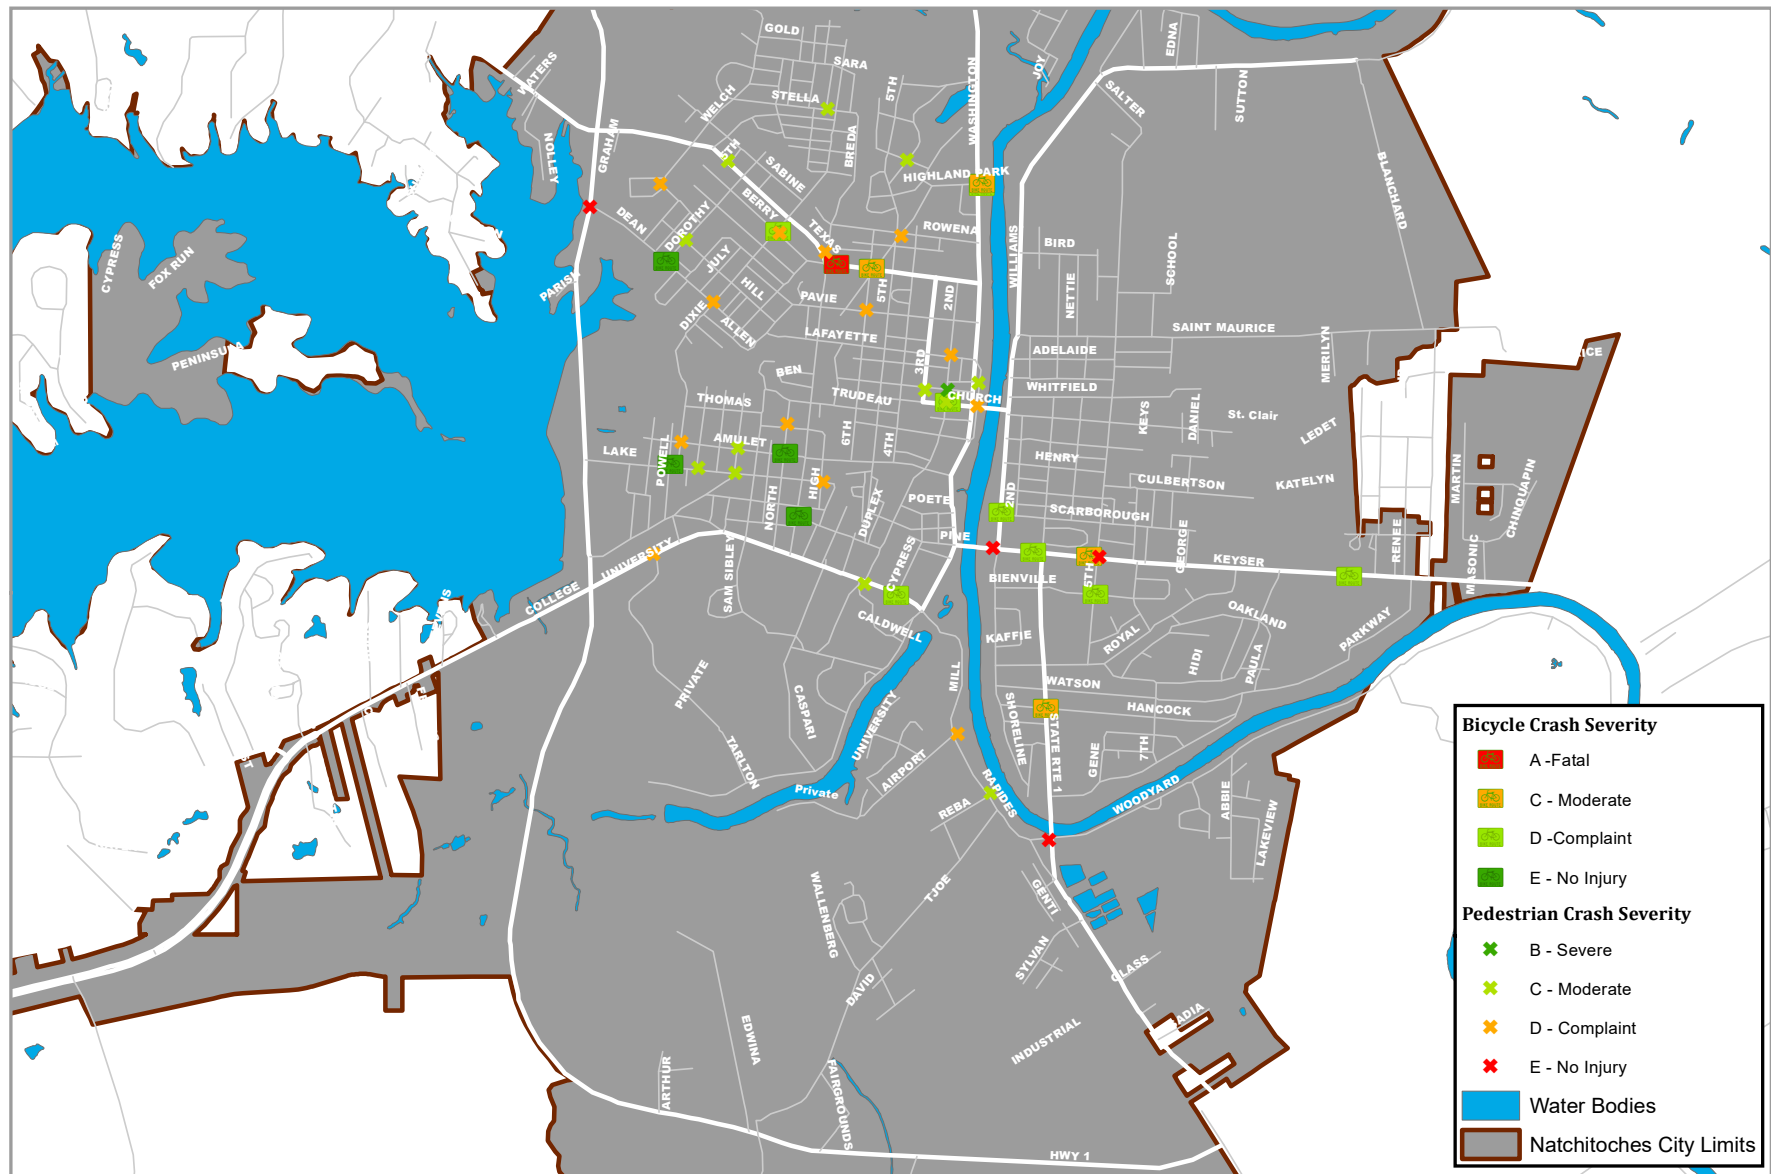 GOLD
SARA
STELLA
5TH
WASHINGTON
JOY
EDNA
SALTER
SUTTON
WATERS
WELCH
NOLLEY
GRAHAM
5TH
SABINE
BREDA
HIGHLAND PARK
BLANCHARD
BERRY
DEAN
DOROTHY
TEXAS
ROWENA
WILLIAMS
BIRD
SCHOOL
CYPRESS
FOX RUN
JULY
PARISH
HILL
PAVIE
5TH
2ND
NETTIE
DIXIE
ALLEN
LAFAYETTE
SAINT MAURICE
MERILYN
PENINSULA
3RD
ADELAIDE
BEN
WHITFIELD
THOMAS
TRUDEAU
CHURCH
KEYS
DANIEL
St. Clair
LEDET
LAKE
POWELL
AMULET
6TH
4TH
HENRY
CULBERTSON
KATELYN
MARTIN
CHINQUAPIN
NORTH
HIGH
DUPLEX
POETE
2ND
SCARBOROUGH
GEORGE
RENEE
PINE
KEYSER
MASONIC
UNIVERSITY
COLLEGE
SAM SIBLEY
CYPRESS
BIENVILLE
5TH
CALDWELL
KAFFIE
ROYAL
OAKLAND
PARKWAY
PRIVATE
CASPARI
MILL
WATSON
HIDI
PAULA
HANCOCK
SHORELINE
STATE RTE 1
GENE
7TH
TARLTON
UNIVERSITY
AIRPORT
Private
RAPIDES
REBA
WOODYARD
ABBIE
LAKEVIEW
WALLENBERG
TJOE
GENTI
SYLVAN
GLASS
DAVID
EDWINA
INDUSTRIAL
ARTHUR
FAIRGROUNDS
HWY 1
Bicycle Crash Severity
A -Fatal
C - Moderate
D -Complaint
E - No Injury
Pedestrian Crash Severity
B - Severe
C - Moderate
D - Complaint
E - No Injury
Water Bodies
Natchitoches City Limits